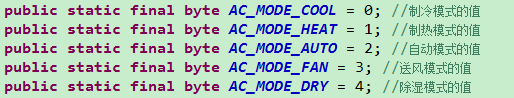 public static final byte AC_MODE_COOL = 0; //制冷模式的值
public static final byte AC_MODE_HEAT = 1; //制热模式的值
public static final byte AC_MODE_AUTO = 2; //自动模式的值
public static final byte AC_MODE_FAN = 3; //送风模式的值
public static final byte AC_MODE_DRY = 4; //除湿模式的值